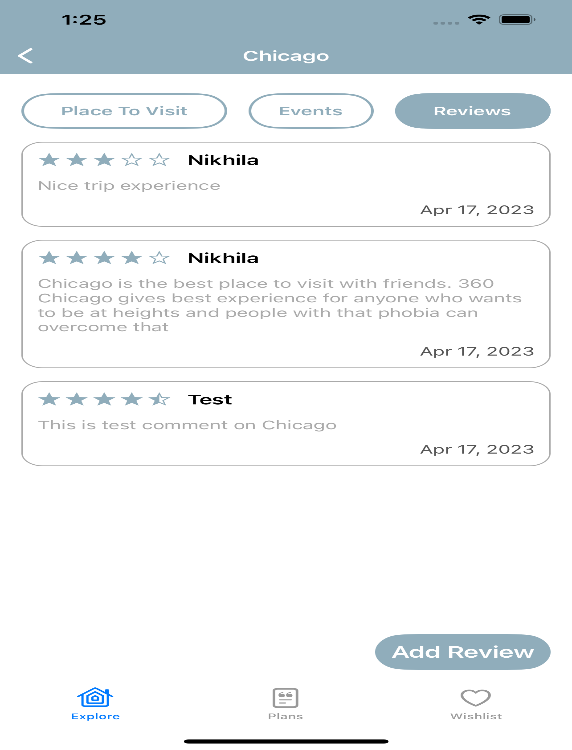 1:25
Chicago
Place To Visit
Events
Reviews
Nikhila
Nice trip experience
Apr 17, 2023
Nikhila
Chicago is the best place to visit with friends. 360
Chicago gives best experience for anyone who wants
to be at heights and people with that phobia can
overcome that
Apr 17, 2023
Test
This is test comment on Chicago
Apr 17, 2023
Add Review
Explore
Plans
Wishlist